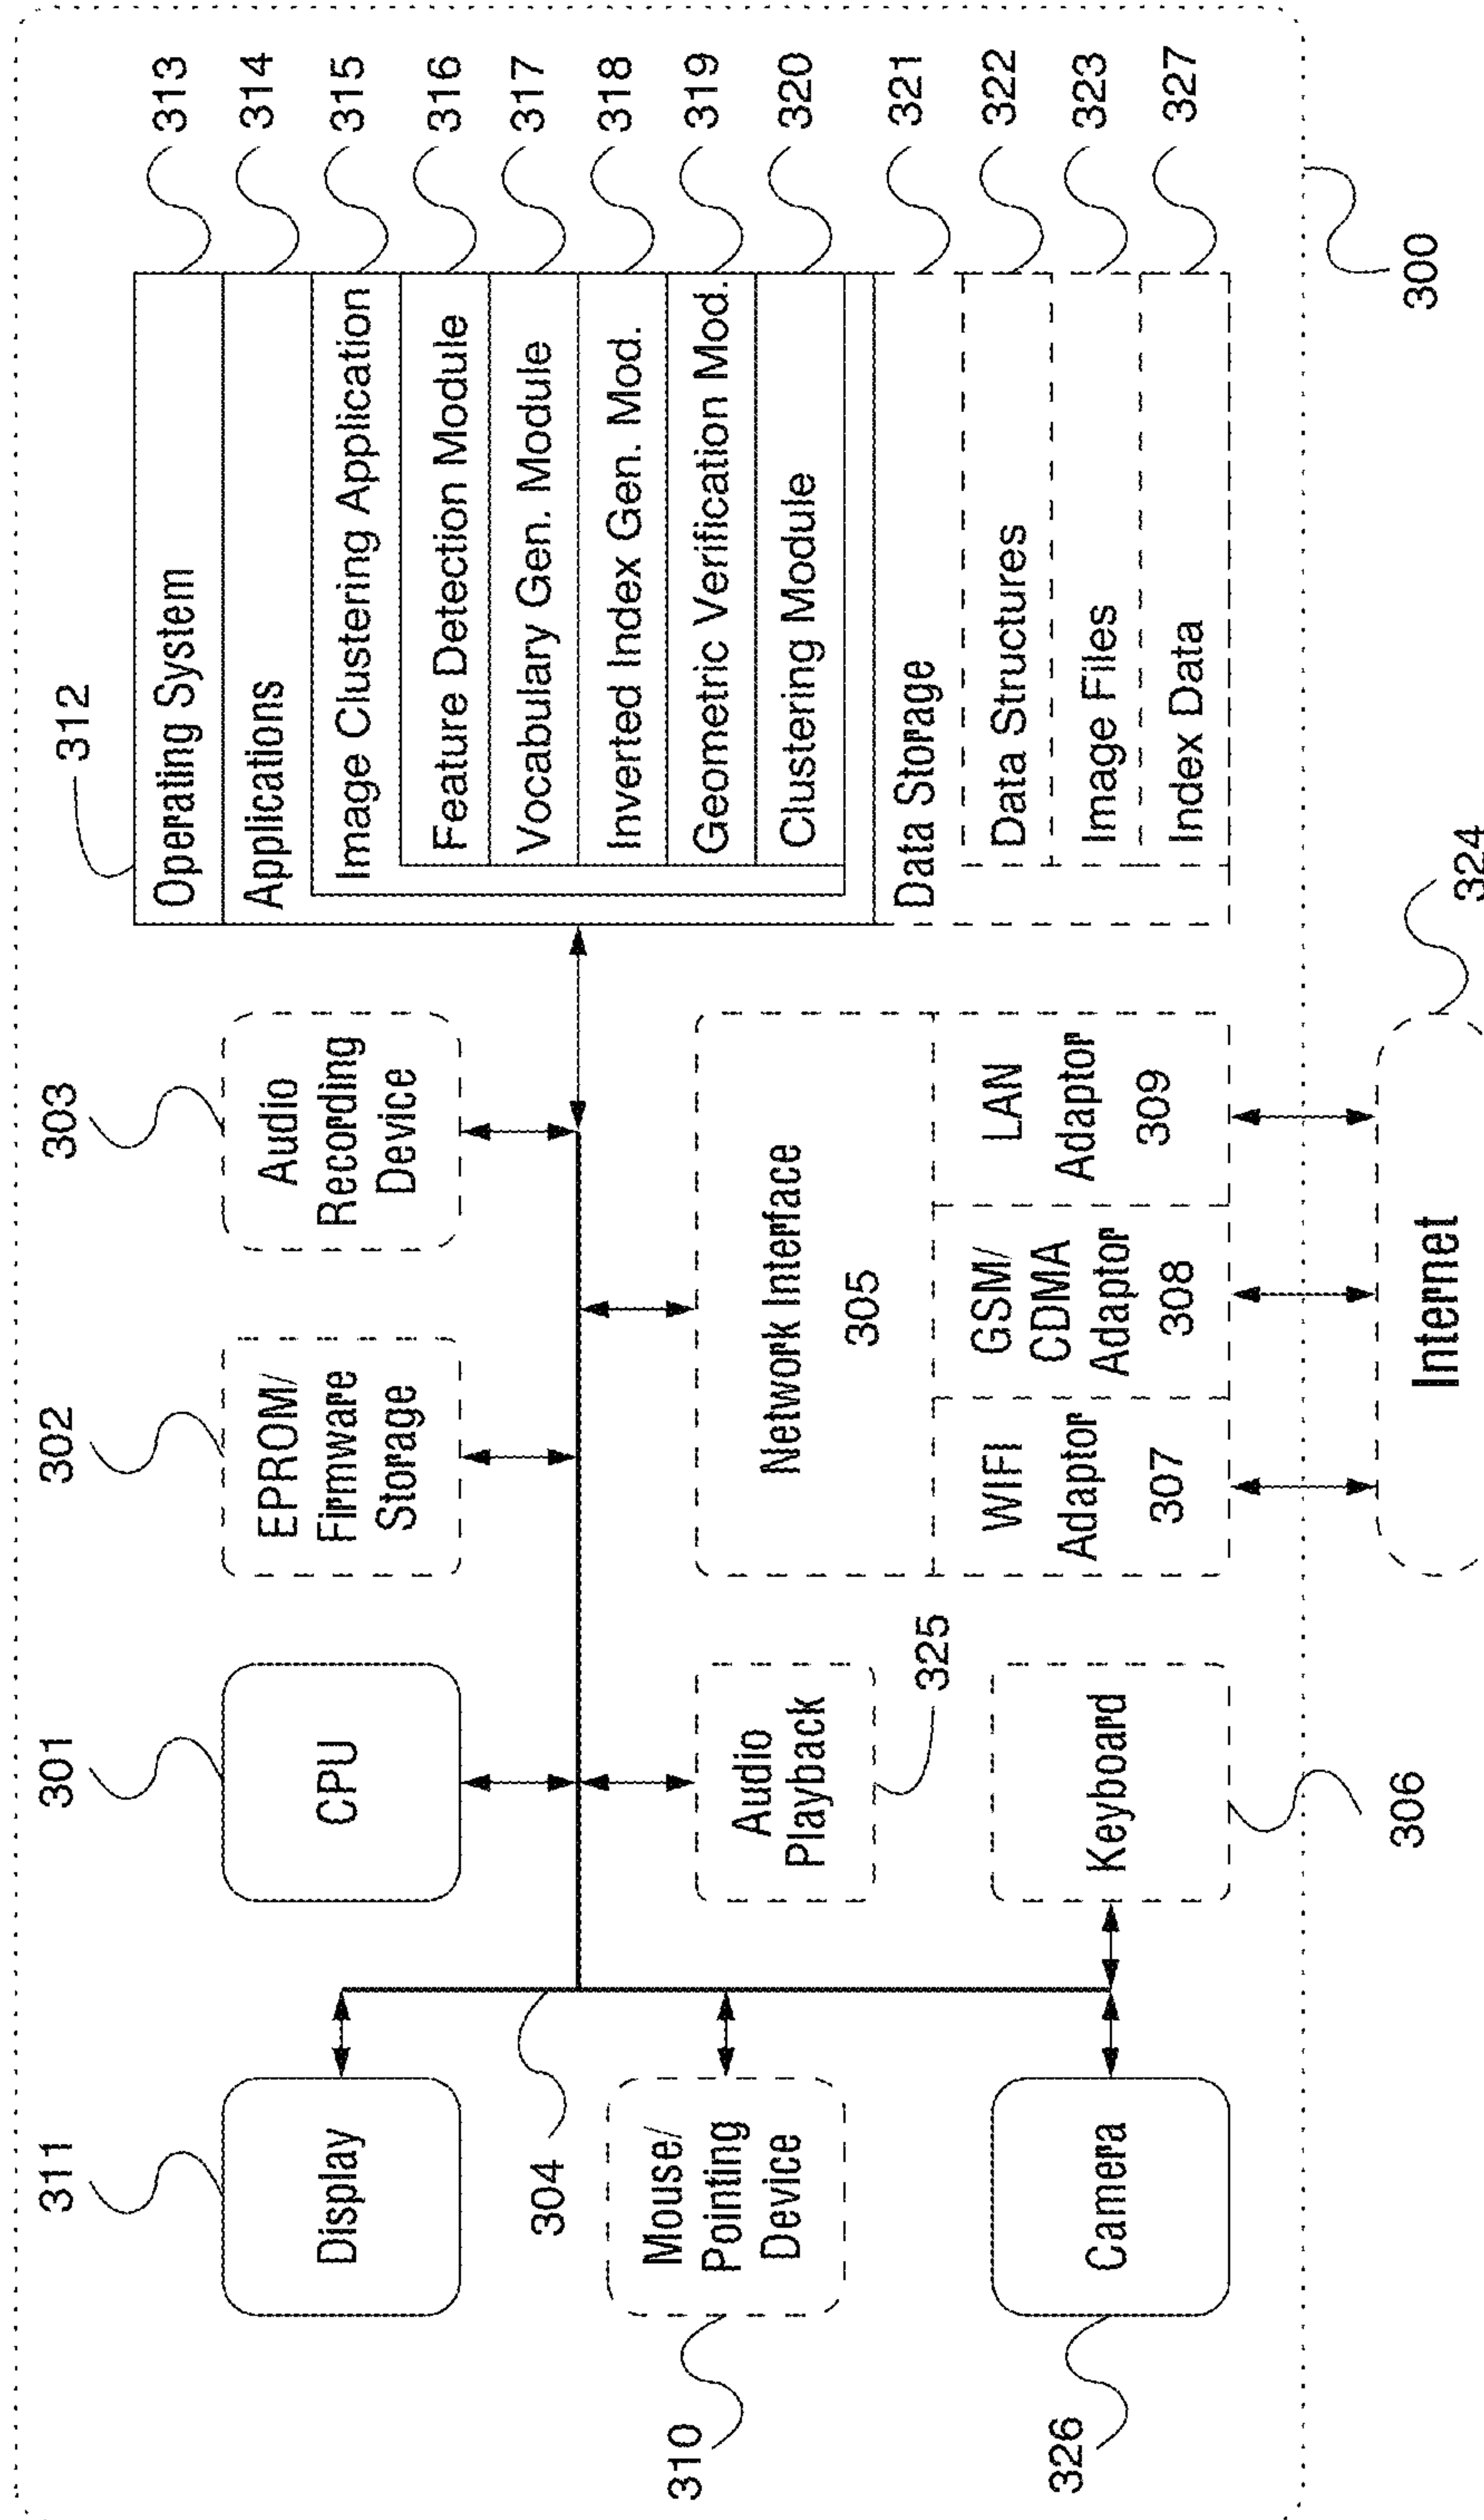 311
301
302
303
312
Display
CPU
EPROM/
Firmware
Storage
Audio
Recording
Device
304
310
Mouse/
Pointing
Device
326
Camera
Audio
Playback
325
Keyboard
306
Network Interface
305
WIFI
Adaptor
307
GSM/
CDMA
Adaptor
308
LAN
Adaptor
309
Internet
324
Operating System
313
Applications
314
Image Clustering Application
315
Feature Detection Module
316
Vocabulary Gen. Module
317
Inverted Index Gen. Mod.
318
Geometric Verification Mod.
319
Clustering Module
320
Data Storage
321
Data Structures
322
Image Files
323
Index Data
327
300